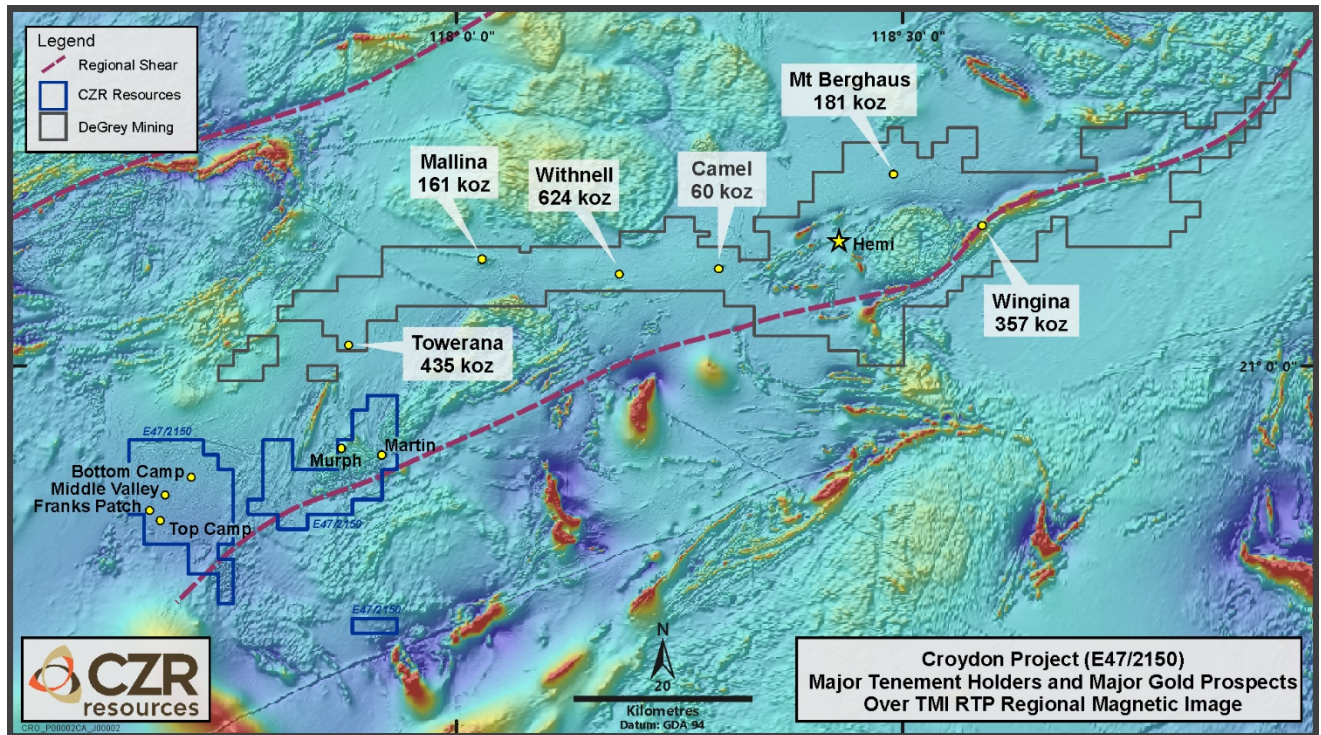 Legend
Regional Shear
CZR Resources
DeGrey Mining
118° 0' 0"
118° 30' 0"
Mt Berghaus
181 koz
Mallina
161 koz
Withnell
624 koz
Camel
60 koz
Hemi
Wingina
357 koz
Towerana
435 koz
21° 0' 0"
E47/2150
Bottom Camp
Middle Valley
Franks Patch
Top Camp
Murph
Martin
E47/2150
E47/2150
CZR
resources
CRO_P08002CA_J00002
N
20
Kilometres
Datum: GDA 94
Croydon Project (E47/2150)
Major Tenement Holders and Major Gold Prospects
Over TMI RTP Regional Magnetic Image